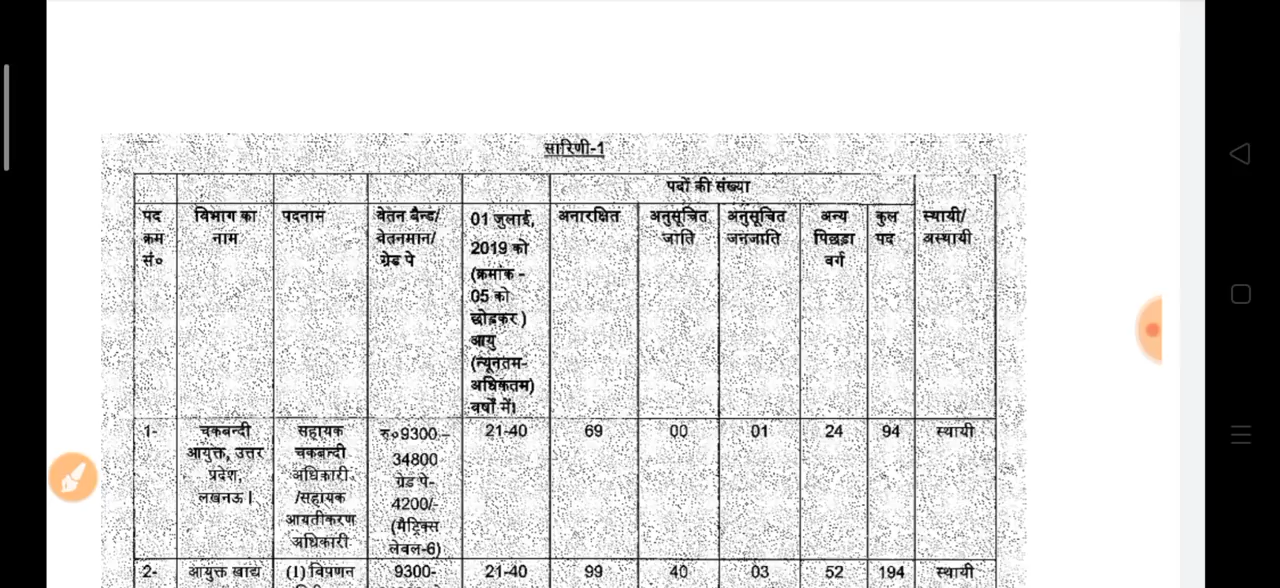 सारिणी-1
पदों की संख्या
पद क्रम सं०
विभाग का नाम
पदनाम
वेतन बैन्ड/ वेतनमान/ ग्रेड पे
01 जुलाई, 2019 को (क्रमांक - 05 को छोड़कर ) आयु (न्यूनतम- अधिकतम) वर्षों में।
अनारक्षित
अनुसूचित जाति
अनुसूचित जनजाति
अन्य पिछड़ा वर्ग
कुल पद
स्थायी/ अस्थायी
1-
चकबन्दी आयुक्त, उत्तर प्रदेश, लखनऊ।
सहायक चकबन्दी अधिकारी /सहायक आयतीकरण अधिकारी
रु०9300- 34800 ग्रेड पे- 4200/- (मैट्रिक्स लेवल-6)
21-40
69
00
01
24
94
स्थायी
2-
आयुक्त खाद्य
(1) विपणन
9300-
21-40
99
40
03
52
194
स्थायी